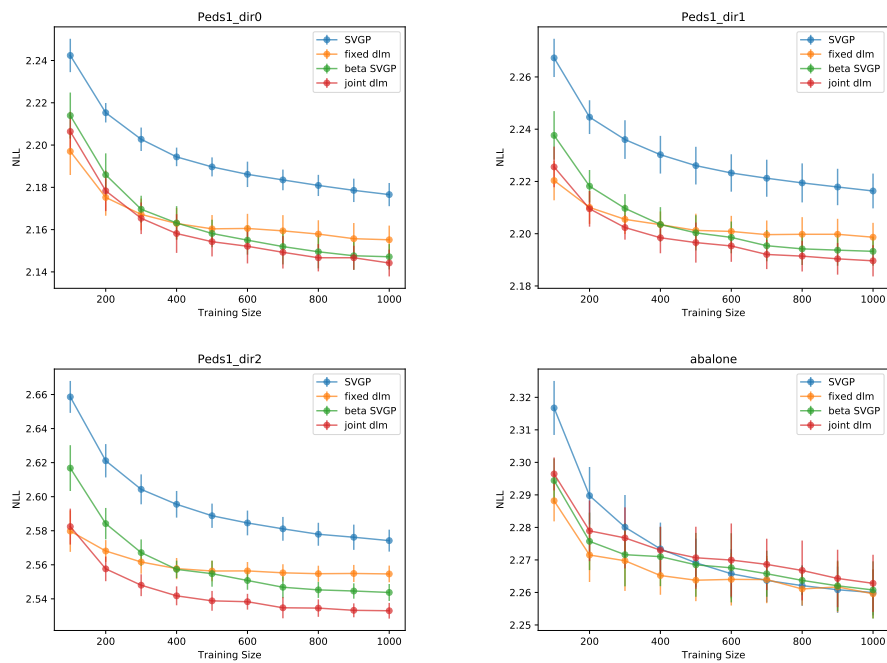 Peds1_dir0
NLL
2.24
2.22
2.20
2.18
2.16
2.14
200 400 600 800 1000
Training Size
SVGP
fixed dlm
beta SVGP
joint dlm
Peds1_dir1
NLL
2.26
2.24
2.22
2.20
2.18
200 400 600 800 1000
Training Size
SVGP
fixed dlm
beta SVGP
joint dlm
Peds1_dir2
NLL
2.66
2.64
2.62
2.60
2.58
2.56
2.54
200 400 600 800 1000
Training Size
SVGP
fixed dlm
beta SVGP
joint dlm
abalone
NLL
2.32
2.31
2.30
2.29
2.28
2.27
2.26
2.25
200 400 600 800 1000
Training Size
SVGP
fixed dlm
beta SVGP
joint dlm